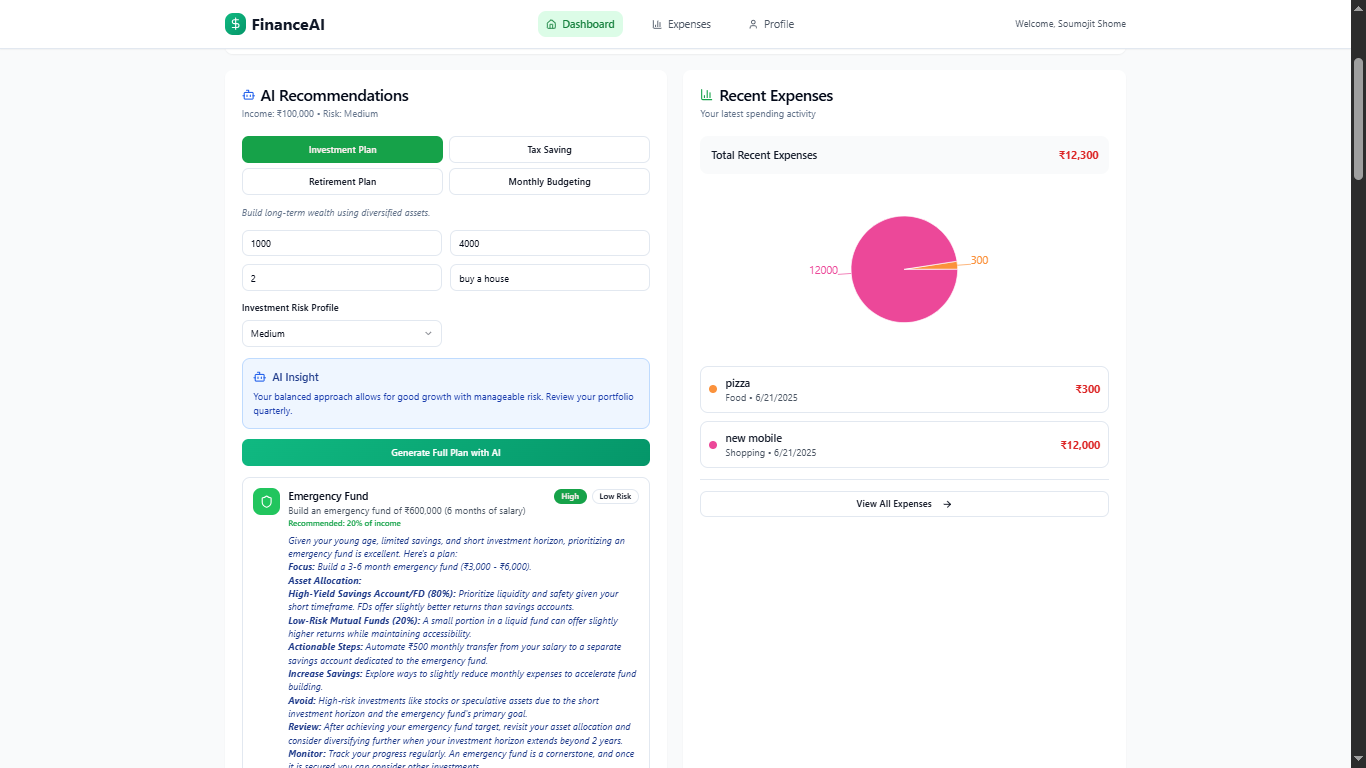 FinanceAI
Dashboard
Expenses
Profile
Welcome, Soumojit Shome
AI Recommendations
Income: ₹100,000 • Risk: Medium
Investment Plan
Tax Saving
Retirement Plan
Monthly Budgeting
Build long-term wealth using diversified assets.
1000
4000
2
buy a house
Investment Risk Profile
Medium
AI Insight
Your balanced approach allows for good growth with manageable risk. Review your portfolio
quarterly.
Generate Full Plan with AI
Emergency Fund
High
Low Risk
Build an emergency fund of ₹600,000 (6 months of salary)
Recommended: 20% of income
Given your young age, limited savings, and short investment horizon, prioritizing an
emergency fund is excellent. Here's a plan:
Focus: Build a 3-6 month emergency fund (₹3,000 - ₹6,000).
Asset Allocation:
High-Yield Savings Account/FD (80%): Prioritize liquidity and safety given your
short timeframe. FDs offer slightly better returns than savings accounts.
Low-Risk Mutual Funds (20%): A small portion in a liquid fund can offer slightly
higher returns while maintaining accessibility.
Actionable Steps: Automate ₹500 monthly transfer from your salary to a separate
savings account dedicated to the emergency fund.
Increase Savings: Explore ways to slightly reduce monthly expenses to accelerate fund
building.
Avoid: High-risk investments like stocks or speculative assets due to the short
investment horizon and the emergency fund's primary goal.
Review: After achieving your emergency fund target, revisit your asset allocation and
consider diversifying further when your investment horizon extends beyond 2 years.
Monitor: Track your progress regularly. An emergency fund is a cornerstone, and once
it is secured you can consider other investments.
Recent Expenses
Your latest spending activity
Total Recent Expenses
₹12,300
12000
300
pizza
Food • 6/21/2025
₹300
new mobile
Shopping • 6/21/2025
₹12,000
View All Expenses